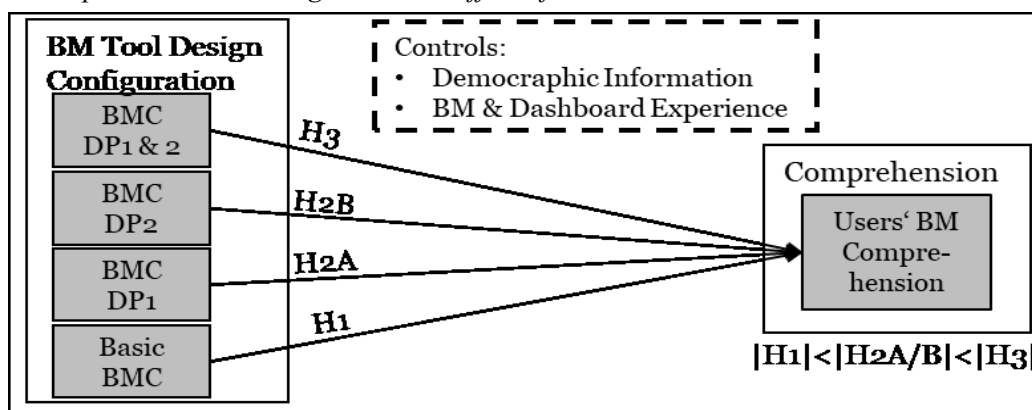 BM Tool Design
Configuration
BMC
DP1 & 2
BMC
DP2
BMC
DP1
Basic
BMC
H3
H2B
H2A
H1
Controls:
• Democraphic Information
• BM & Dashboard Experience
Comprehension
Users‘ BM
Compre-
hension
|H1|<|H2A/B|<|H3|